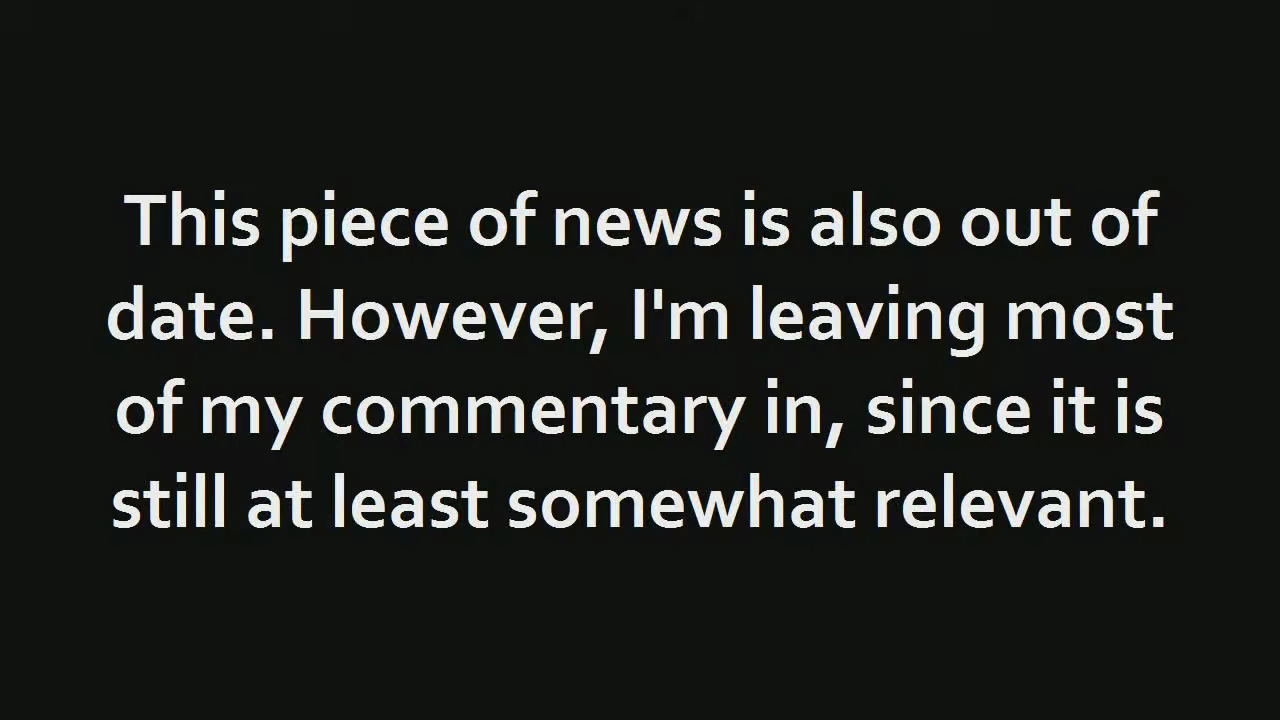 This piece of news is also out of
date. However, I'm leaving most
of my commentary in, since it is
still at least somewhat relevant.